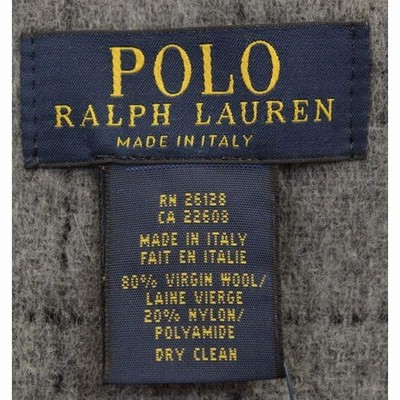 POLO
RALPH LAUREN
MADE IN ITALY
RN 26128
CA 22608
MADE IN ITALY
FAIT EN ITALIE
80% VIRGIN WOOL/
LAINE VIERGE
20% NYLON/
POLYAMIDE
DRY CLEAN